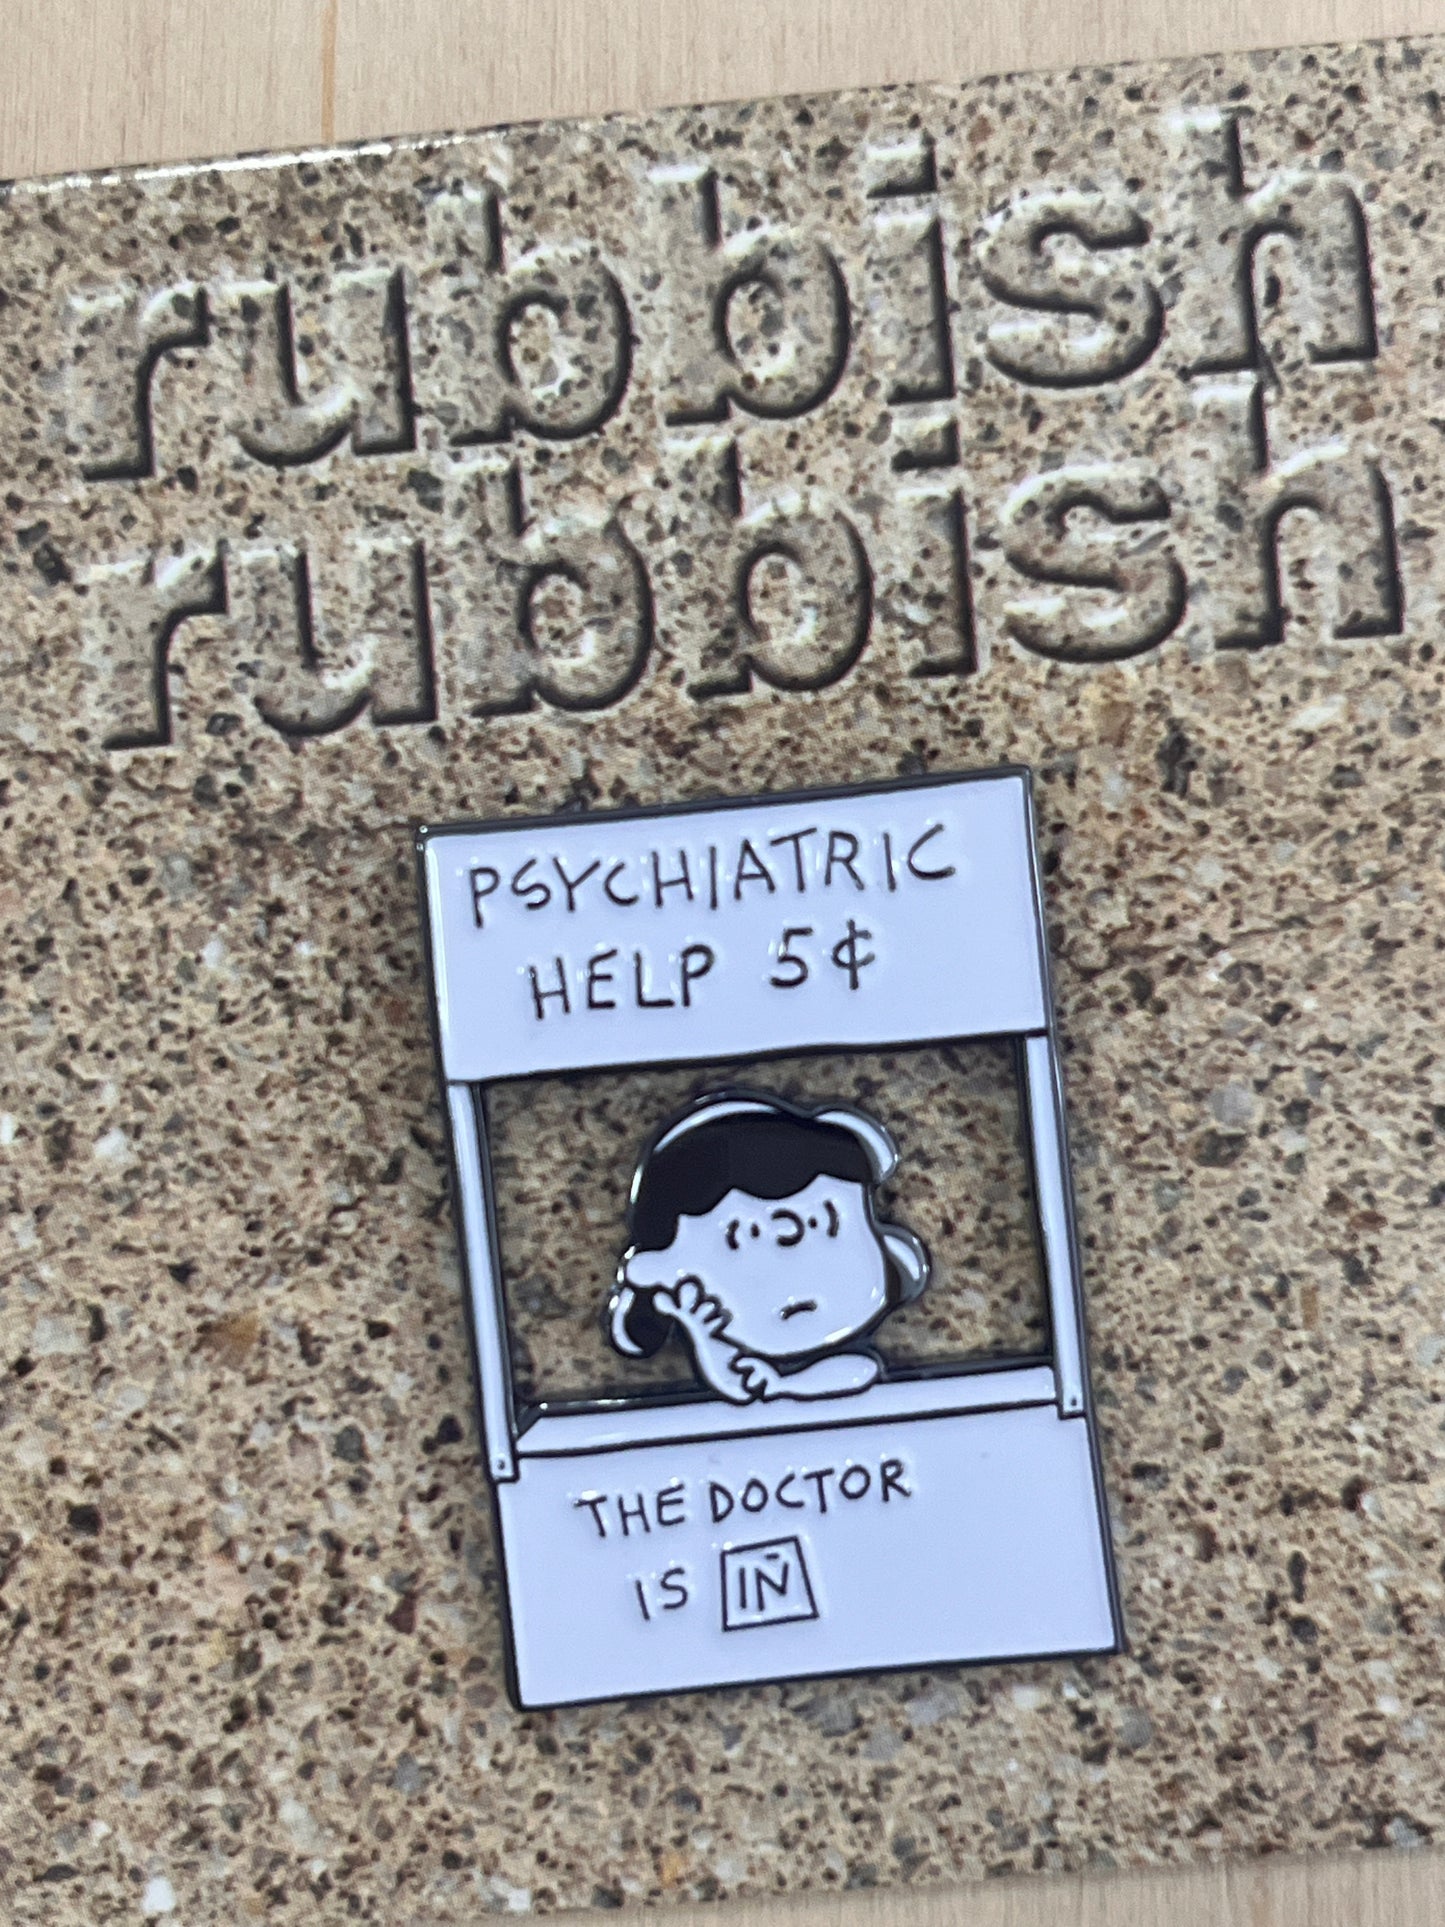 rubbish
rubbish
PSYCHIATRIC
HELP 5¢
THE DOCTOR
IS IN